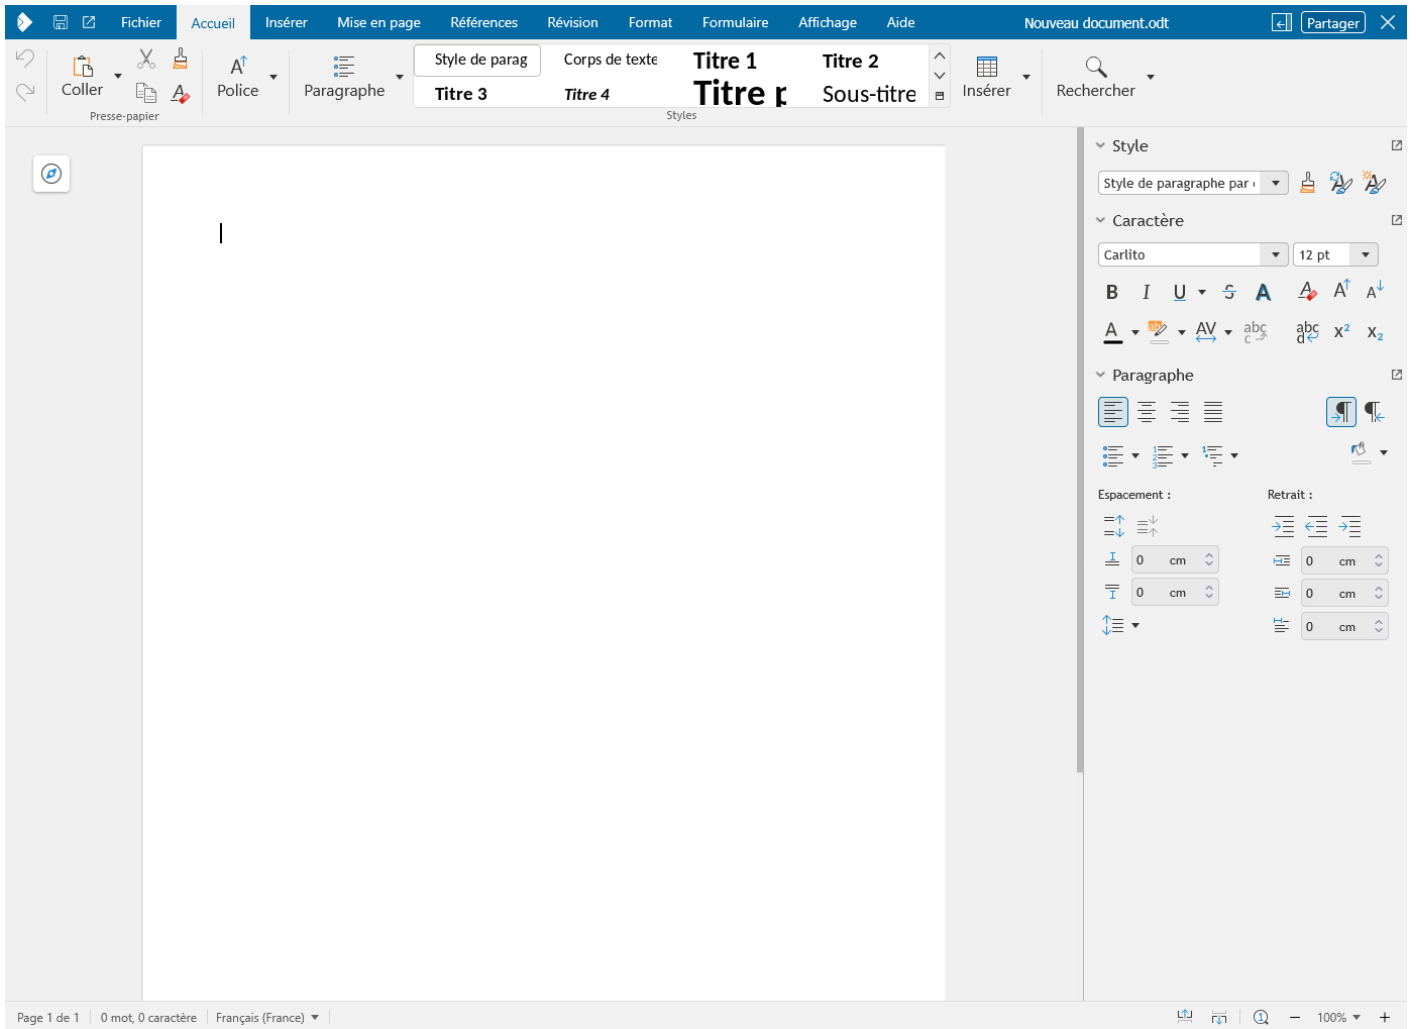 Fichier Accueil Insérer Mise en page Références Révision Format Formulaire Affichage Aide Nouveau document.odt Partager
Coller Police Paragraphe Style de parag Corps de texte Titre 1 Titre 2 Insérer Rechercher
Titre 3 Titre 4 Titre p Sous-titre
Presse-papier Styles
Style
Style de paragraphe par
Caractère
Carlito 12 pt
Paragraphe
Espacement : Retrait :
0 cm 0 cm
0 cm 0 cm
0 cm
Page 1 de 1 0 mot, 0 caractère Français (France) 100%